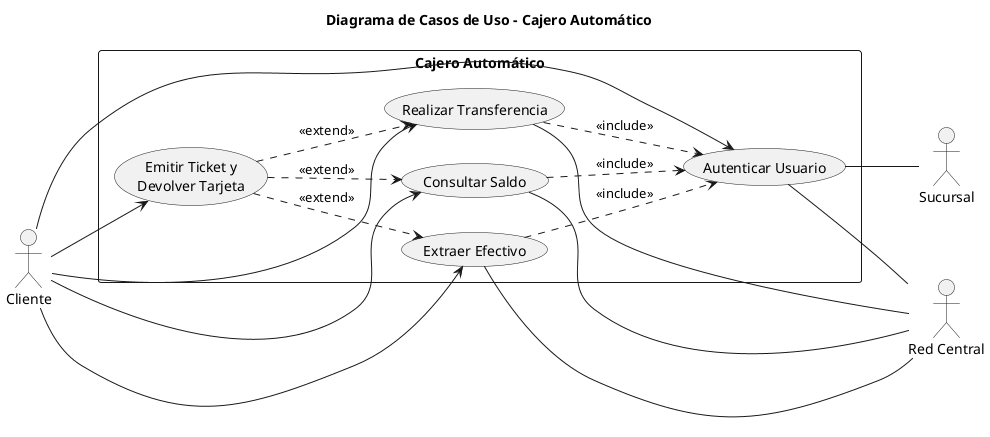 Diagrama de Casos de Uso - Cajero Automático
Cajero Automático
Realizar Transferencia
«extend»
«include»
Emitir Ticket y
Devolver Tarjeta
«extend»
Consultar Saldo
«include»
Autenticar Usuario
«extend»
«include»
Extraer Efectivo
Sucursal
Cliente
Red Central